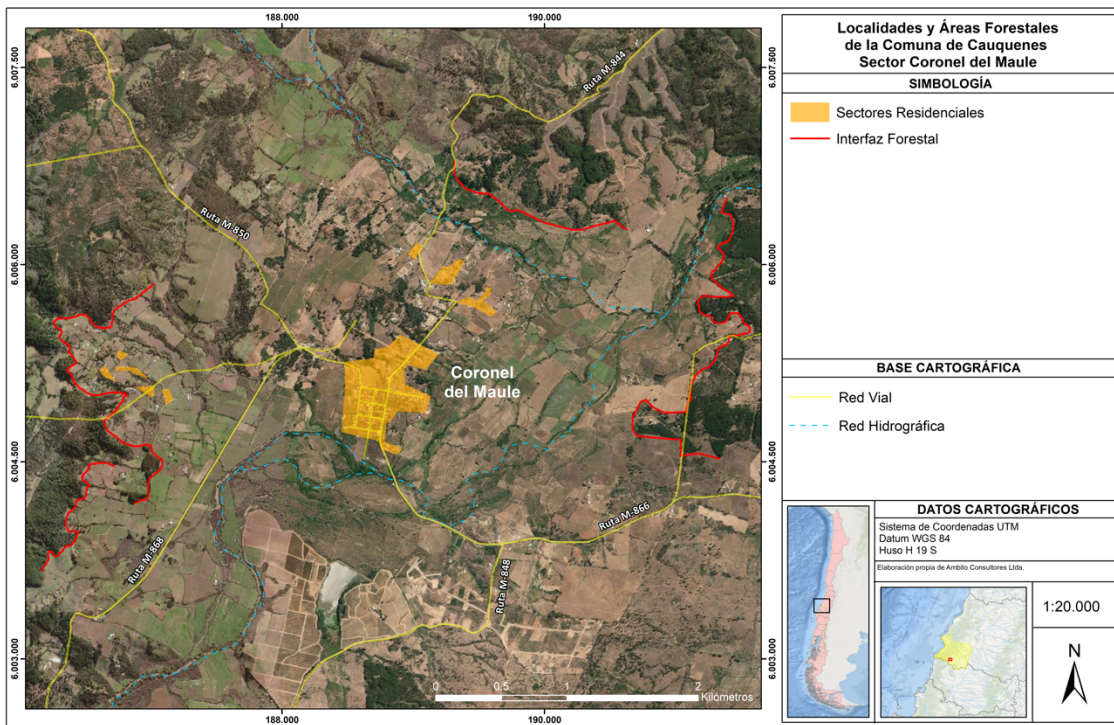 188.000
190.000
Localidades y Áreas Forestales
de la Comuna de Cauquenes
Sector Coronel del Maule
SIMBOLOGÍA
Sectores Residenciales
Interfaz Forestal
BASE CARTOGRÁFICA
Red Vial
Red Hidrográfica
DATOS CARTOGRÁFICOS
Sistema de Coordenadas UTM
Datum WGS 84
Huso H 19 S
Elaboración propia de Ambito Consultores Ltda.
1:20.000
N
6.007.500
6.007.500
6.006.000
6.006.000
6.004.500
6.004.500
6.003.000
6.003.000
Ruta M-844
Ruta M-850
Coronel
del Maule
Ruta M-866
Ruta M-868
Ruta M-848
0 0,5 1 2
Kilómetros
188.000
190.000